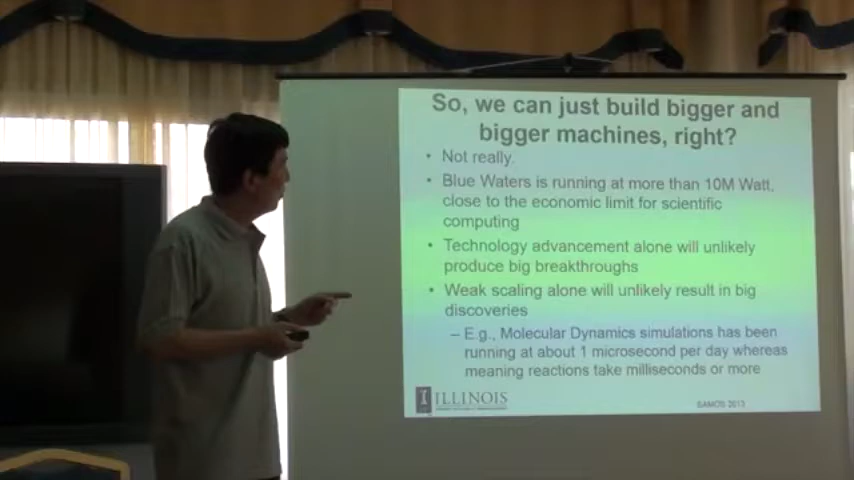 So, we can just build bigger and
bigger machines, right?
• Not really.
• Blue Waters is running at more than 10M Watt,
close to the economic limit for scientific
computing
• Technology advancement alone will unlikely
produce big breakthroughs
• Weak scaling alone will unlikely result in big
discoveries
– E.g., Molecular Dynamics simulations has been
running at about 1 microsecond per day whereas
meaning reactions take milliseconds or more
ILLINOIS
SAMOS 2013